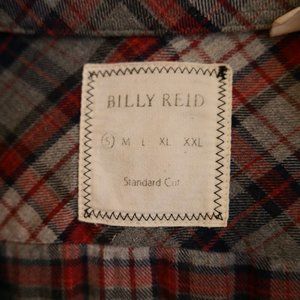 BILLY REID
S M L XL XXL
Standard Cut